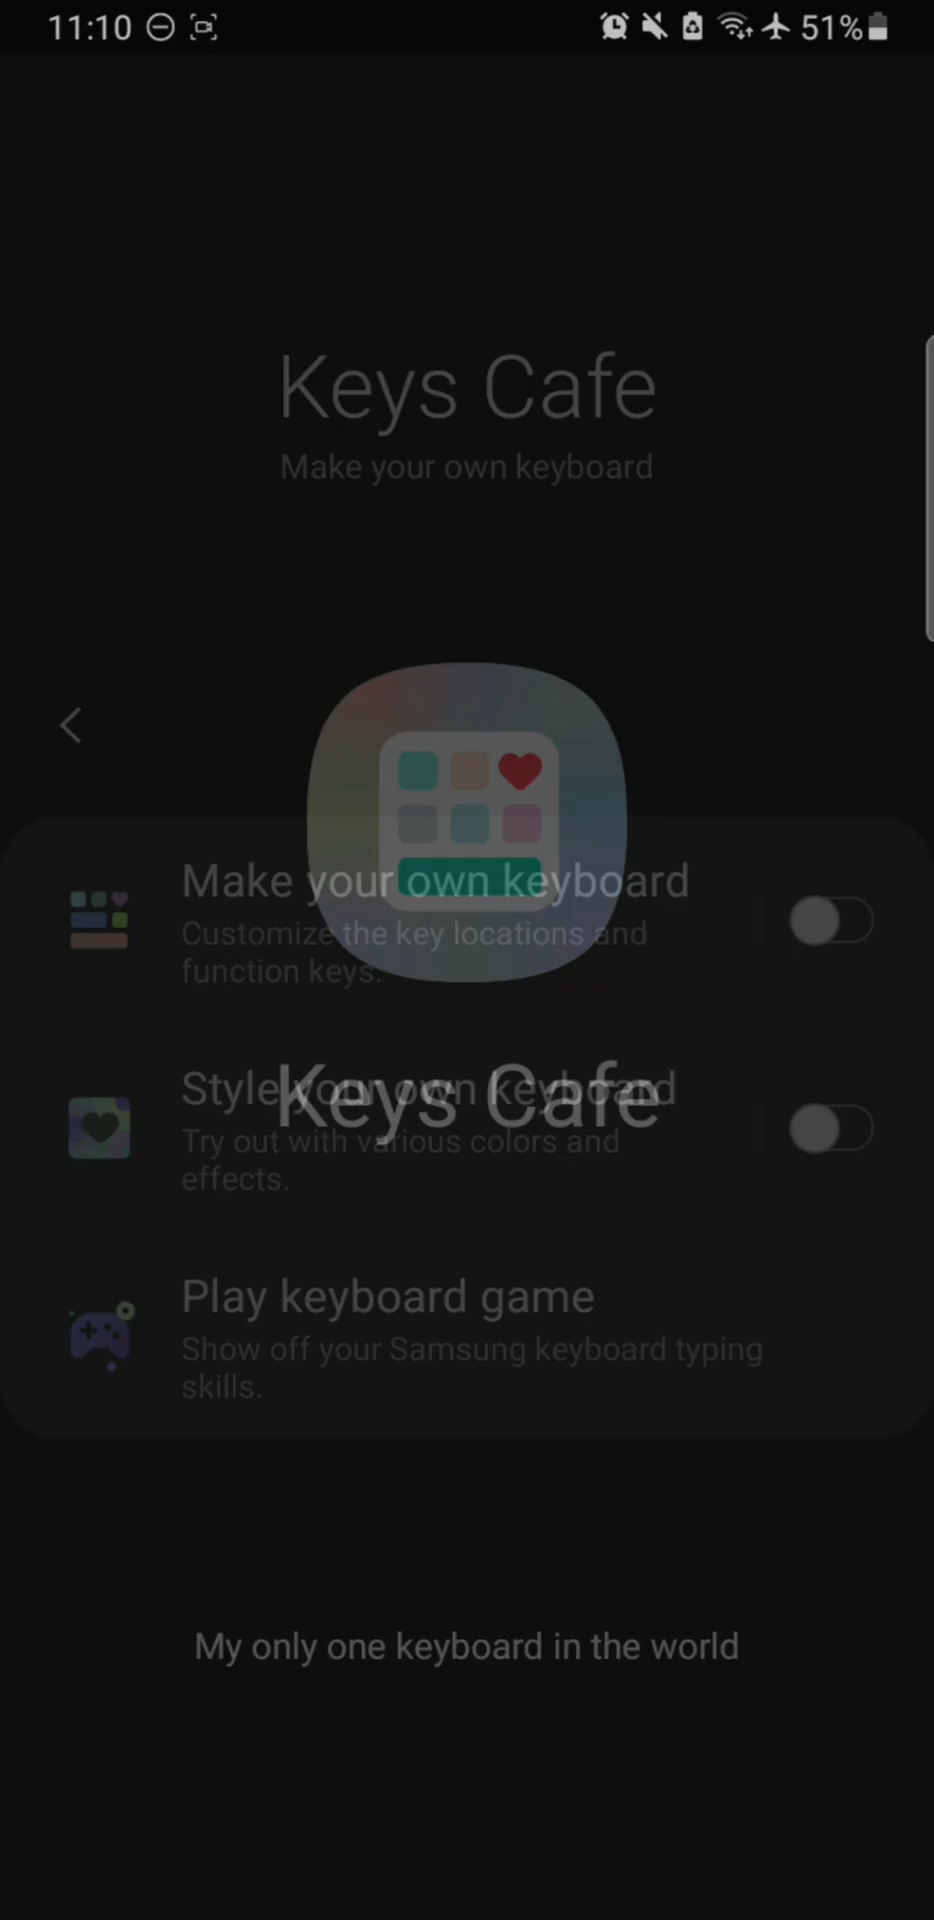 11:10
51%
Keys Cafe
Make your own keyboard
Make your own keyboard
Customize the key locations and
function keys.
Keys Cafe
Style your own keyboard
Try out with various colors and
effects.
Play keyboard game
Show off your Samsung keyboard typing
skills.
My only one keyboard in the world